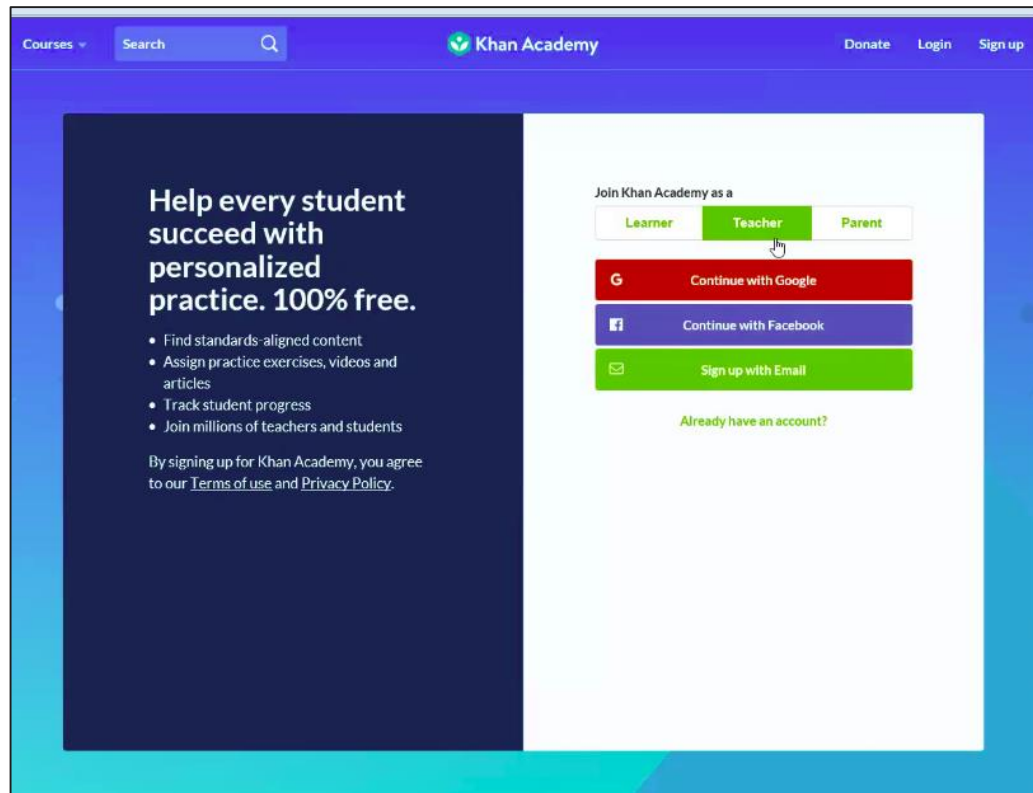 Courses
Search
Khan Academy
Donate
Login
Sign up
Help every student
succeed with
personalized
practice. 100% free.
• Find standards-aligned content
• Assign practice exercises, videos and
articles
• Track student progress
• Join millions of teachers and students
By signing up for Khan Academy, you agree
to our Terms of use and Privacy Policy.
Join Khan Academy as a
Learner
Teacher
Parent
G
Continue with Google
f
Continue with Facebook
Sign up with Email
Already have an account?